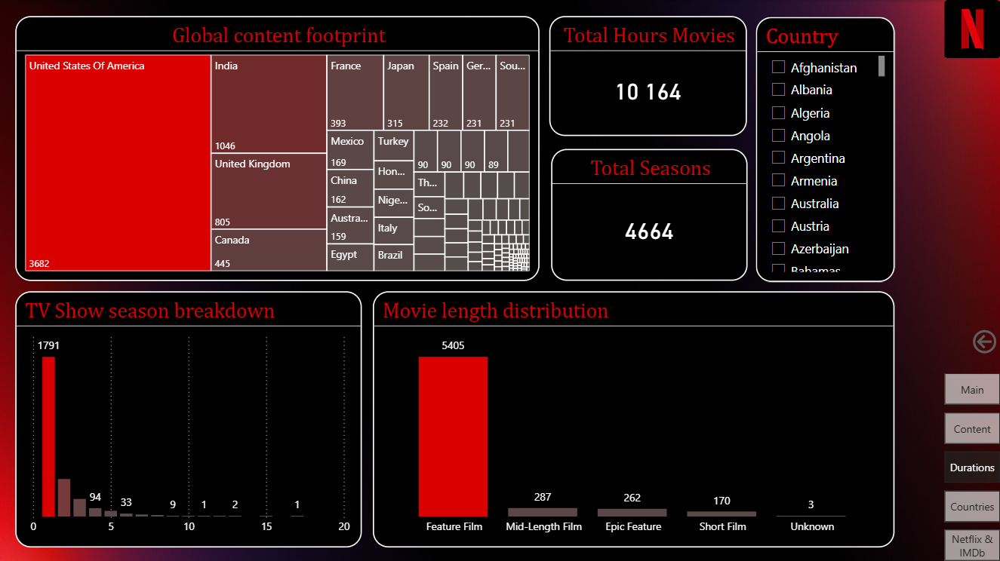 Global content footprint
United States Of America
3682
India
1046
United Kingdom
805
Canada
445
France
393
Japan
315
Spain
232
Ger...
231
Sou...
231
Mexico
169
China
162
Austra...
159
Egypt
Turkey
Hon...
Nige...
Italy
Brazil
90
90
90
89
Th...
So...
Total Hours Movies
10 164
Total Seasons
4664
Country
Afghanistan
Albania
Algeria
Angola
Argentina
Armenia
Australia
Austria
Azerbaijan
Bahamas
N
TV Show season breakdown
1791
94
33
9
1
2
1
0
5
10
15
20
Movie length distribution
5405
287
262
170
3
Feature Film
Mid-Length Film
Epic Feature
Short Film
Unknown
Main
Content
Durations
Countries
Netflix &
IMDb